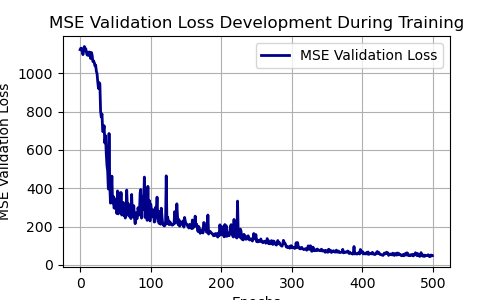 MSE Validation Loss Development During Training
MSE Validation Loss
MSE Validation Loss
1000
800
600
400
200
0
0 100 200 300 400 500
Epochs